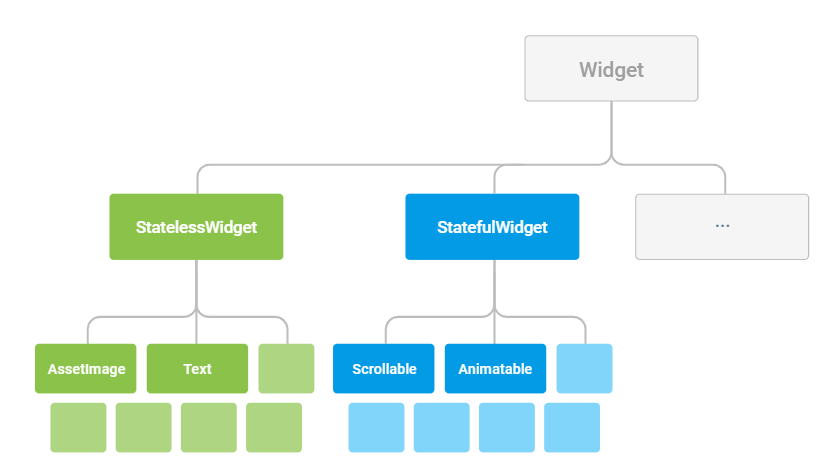 Widget
StatelessWidget
StatefulWidget
...
AssetImage
Text
Scrollable
Animatable